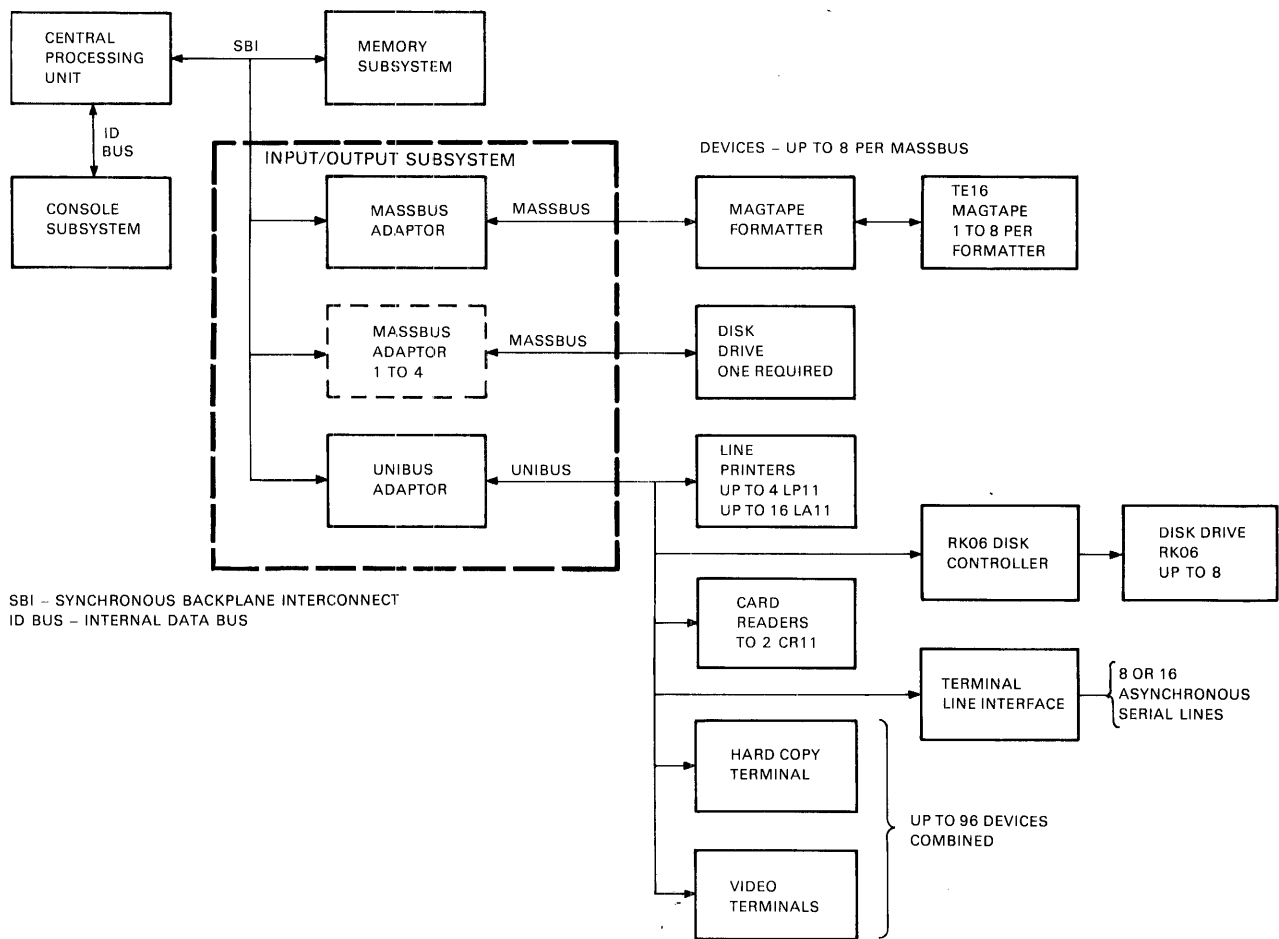 CENTRAL
PROCESSING
UNIT
SBI
MEMORY
SUBSYSTEM
ID
BUS
CONSOLE
SUBSYSTEM
INPUT/OUTPUT SUBSYSTEM
DEVICES – UP TO 8 PER MASSBUS
MASSBUS
ADAPTOR
MASSBUS
MAGTAPE
FORMATTER
TE16
MAGTAPE
1 TO 8 PER
FORMATTER
MASSBUS
ADAPTOR
1 TO 4
MASSBUS
DISK
DRIVE
ONE REQUIRED
UNIBUS
ADAPTOR
UNIBUS
LINE
PRINTERS
UP TO 4 LP11
UP TO 16 LA11
RK06 DISK
CONTROLLER
DISK DRIVE
RK06
UP TO 8
SBI – SYNCHRONOUS BACKPLANE INTERCONNECT
ID BUS – INTERNAL DATA BUS
CARD
READERS
TO 2 CR11
TERMINAL
LINE INTERFACE
8 OR 16
ASYNCHRONOUS
SERIAL LINES
HARD COPY
TERMINAL
UP TO 96 DEVICES
COMBINED
VIDEO
TERMINALS